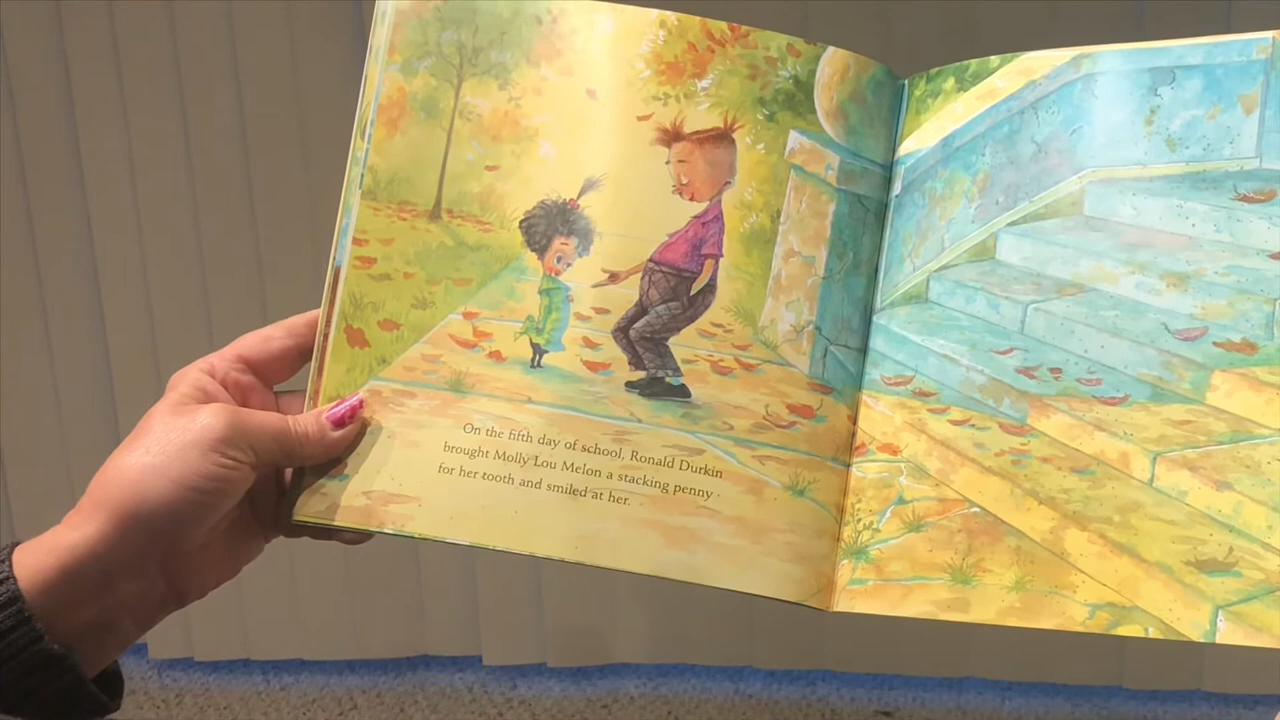 On the fifth day of school, Ronald Durkin
brought Molly Lou Melon a stacking penny
for her tooth and smiled at her.